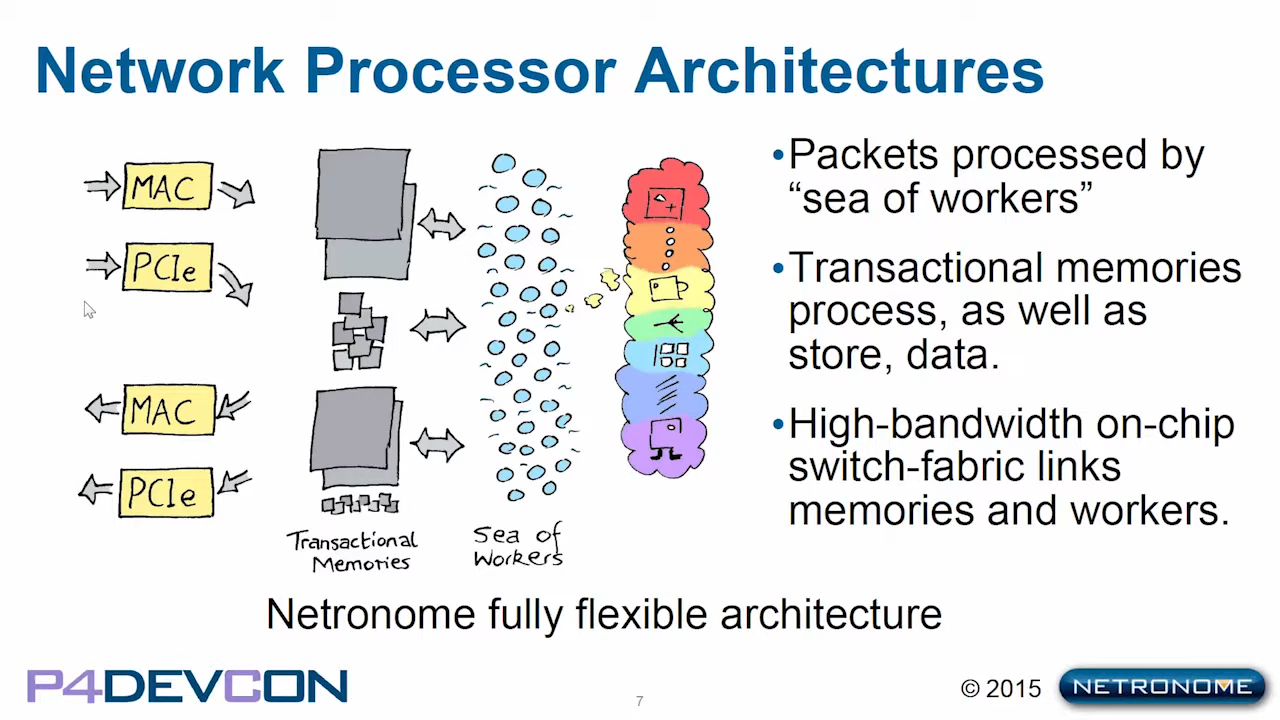 Network Processor Architectures
MAC
PCIe
MAC
PCIe
Transactional
Memories
Sea of
Workers
•Packets processed by
“sea of workers”
•Transactional memories
process, as well as
store, data.
•High-bandwidth on-chip
switch-fabric links
memories and workers.
Netronome fully flexible architecture
P4DEVCON
7
© 2015
NETRONOME